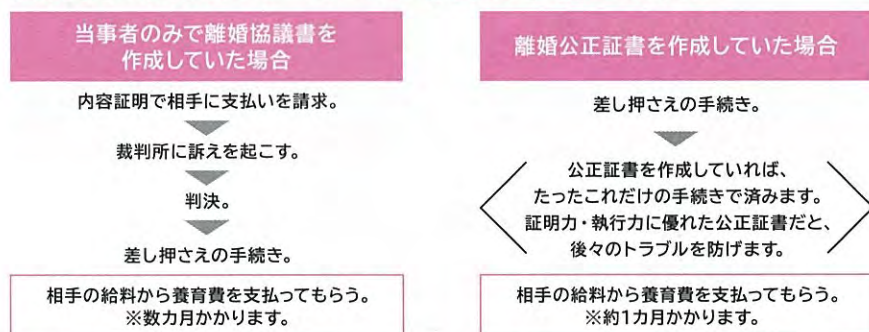 当事者のみで離婚協議書を
作成していた場合
内容証明で相手に支払いを請求。
裁判所に訴えを起こす。
判決。
差し押さえの手続き。
相手の給料から養育費を支払ってもらう。
※数カ月かかります。
離婚公正証書を作成していた場合
差し押さえの手続き。
公正証書を作成していれば、
たったこれだけの手続きで済みます。
証明力・執行力に優れた公正証書だと、
後々のトラブルを防げます。
相手の給料から養育費を支払ってもらう。
※約1カ月かかります。